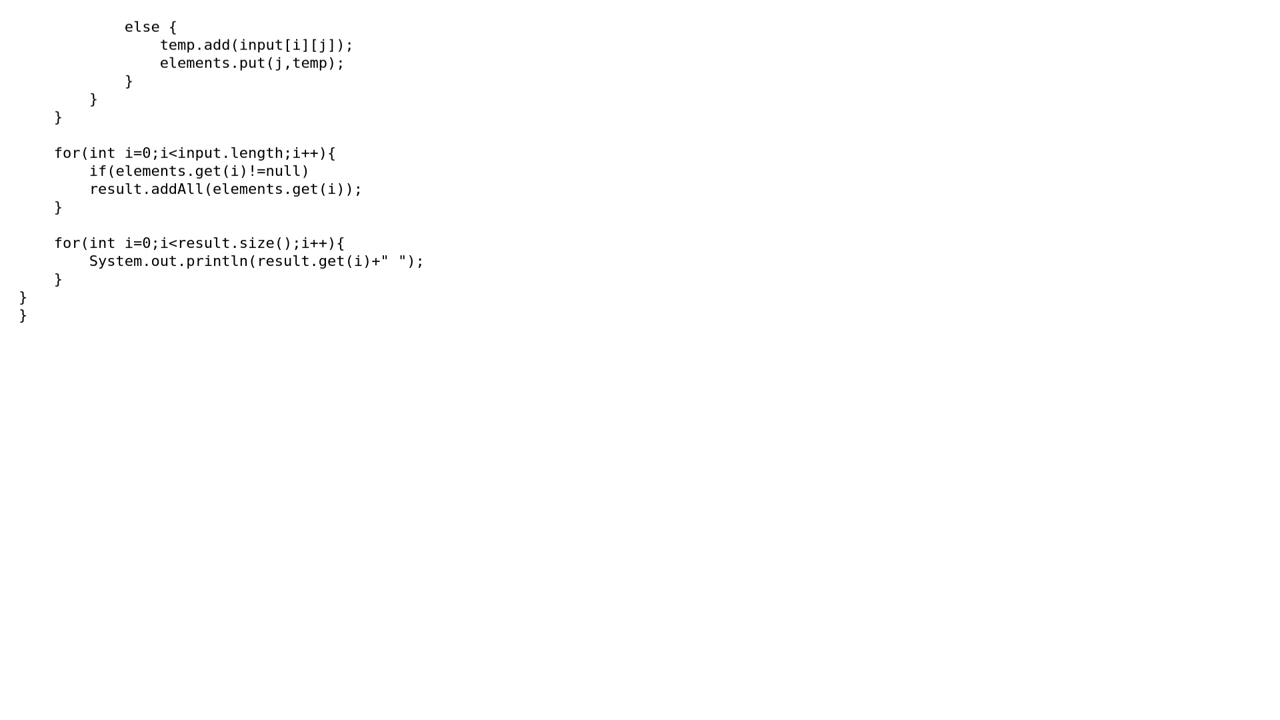 else {
                temp.add(input[i][j]);
                elements.put(j,temp);
            }
        }
    }

    for(int i=0;i<input.length;i++){
        if(elements.get(i)!=null)
        result.addAll(elements.get(i));
    }

    for(int i=0;i<result.size();i++){
        System.out.println(result.get(i)+" ");
    }
}
}